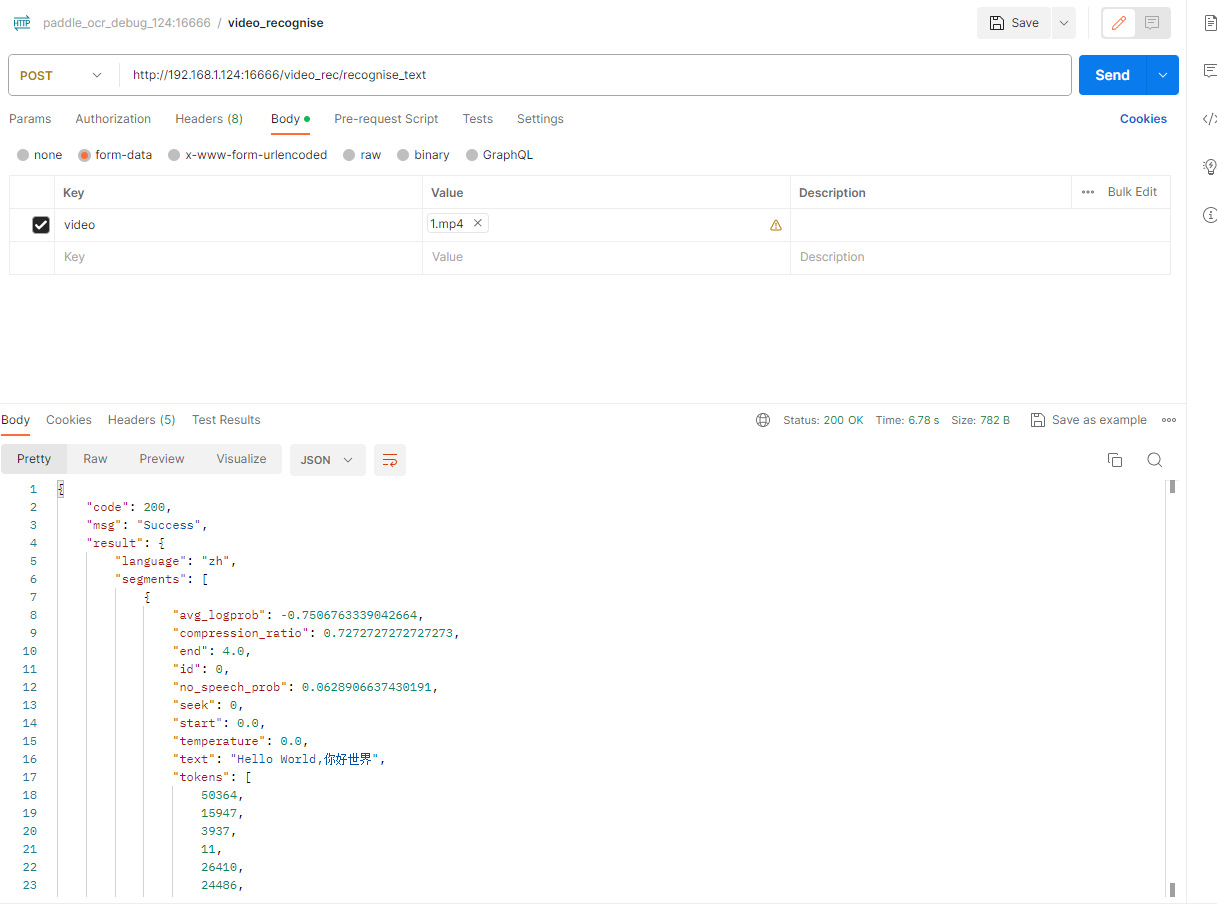 HTTP paddle_ocr_debug_124:16666 / video_recognise Save
POST http://192.168.1.124:16666/video_rec/recognise_text Send
Params Authorization Headers (8) Body Pre-request Script Tests Settings Cookies
none form-data x-www-form-urlencoded raw binary GraphQL
Key Value Description Bulk Edit
video 1.mp4
Key Value Description
Body Cookies Headers (5) Test Results Status: 200 OK Time: 6.78 s Size: 782 B Save as example
Pretty Raw Preview Visualize JSON
1 {
2 "code": 200,
3 "msg": "Success",
4 "result": {
5 "language": "zh",
6 "segments": [
7 {
8 "avg_logprob": -0.7506763339042664,
9 "compression_ratio": 0.7272727272727273,
10 "end": 4.0,
11 "id": 0,
12 "no_speech_prob": 0.0628906637430191,
13 "seek": 0,
14 "start": 0.0,
15 "temperature": 0.0,
16 "text": "Hello World,你好世界",
17 "tokens": [
18 50364,
19 15947,
20 3937,
21 11,
22 26410,
23 24486,